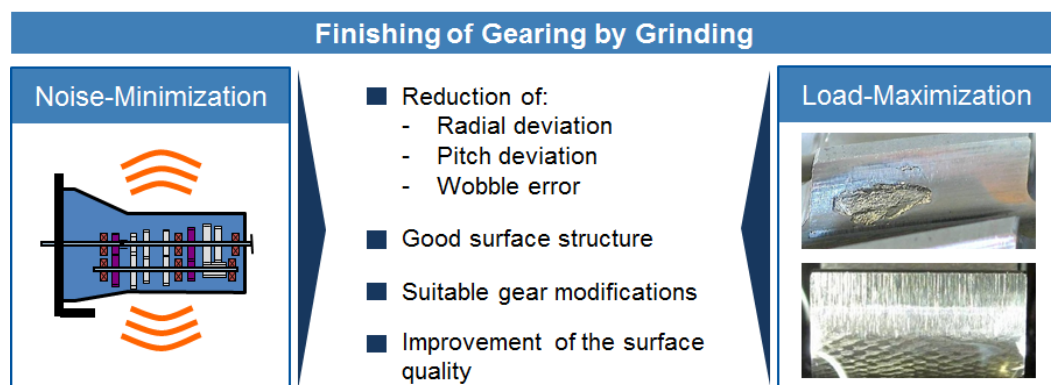 Finishing of Gearing by Grinding
Noise-Minimization
Reduction of:
- Radial deviation
- Pitch deviation
- Wobble error
Good surface structure
Suitable gear modifications
Improvement of the surface
quality
Load-Maximization